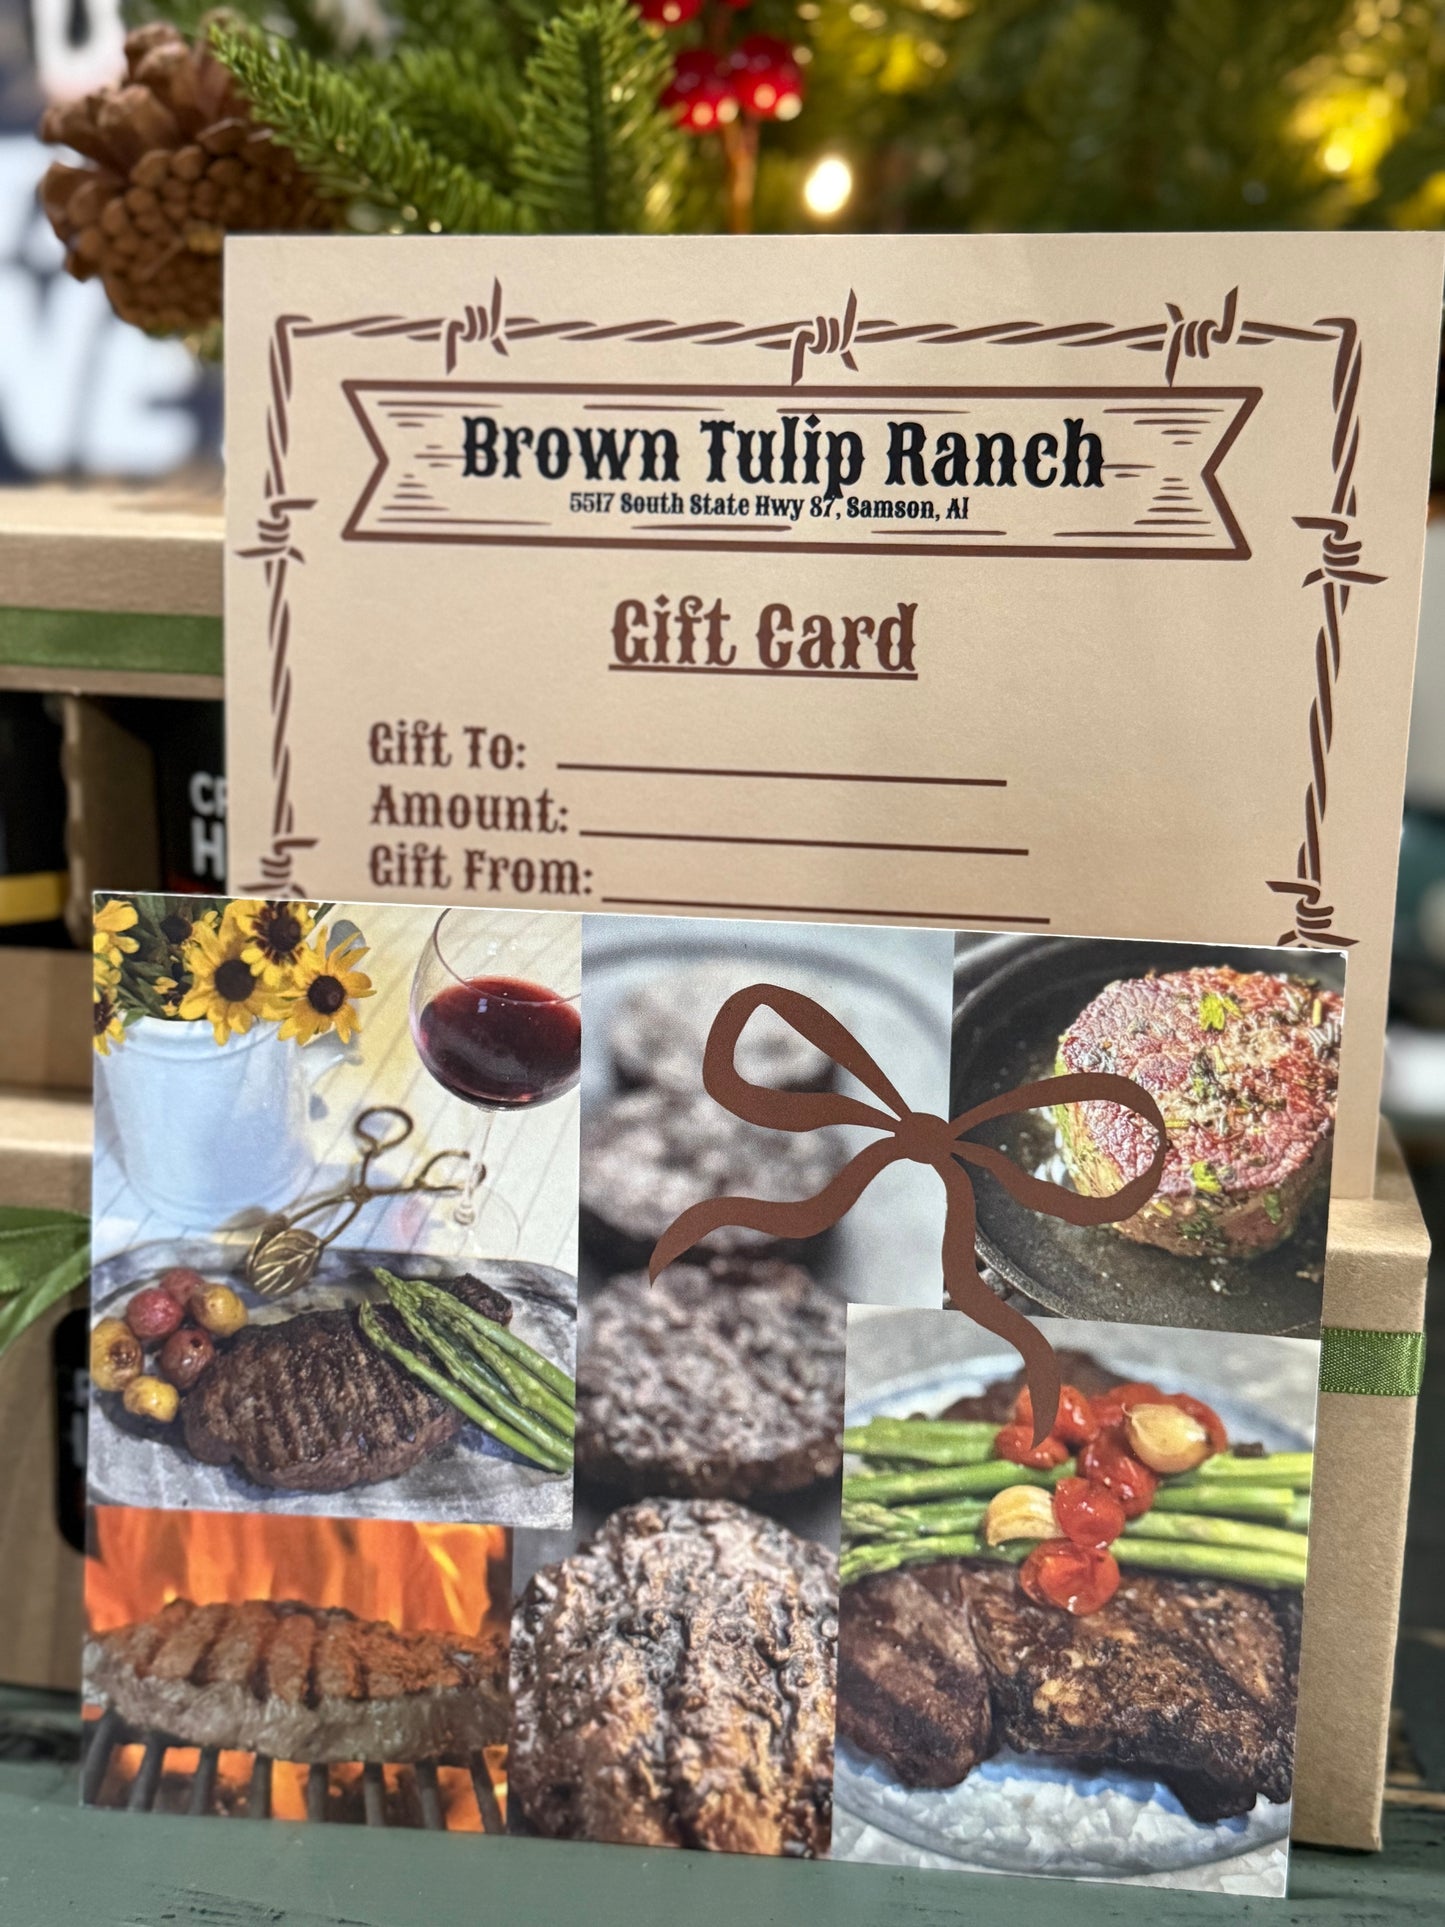 Brown Tulip Ranch
5517 South State Hwy 87, Samson, Al
Gift Card
Gift To:
Amount:
Gift From: